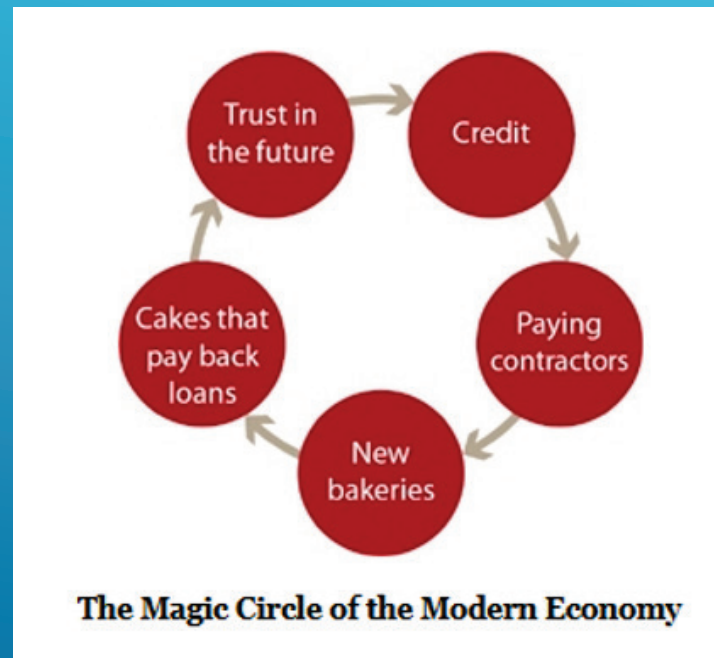 Trust in
the future
Credit
Paying
contractors
New
bakeries
Cakes that
pay back
loans
The Magic Circle of the Modern Economy